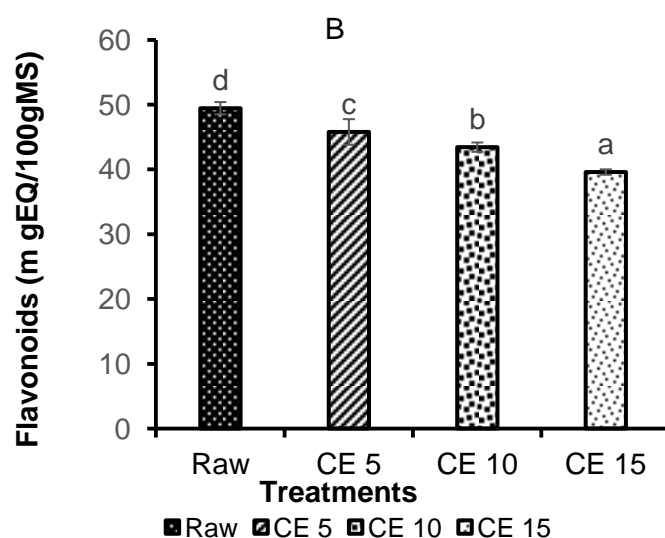 B
Flavonoids (m gEQ/100gMS)
60
50
40
30
20
10
0
d
c
b
a
Raw CE 5 CE 10 CE 15
Treatments
Raw CE 5 CE 10 CE 15